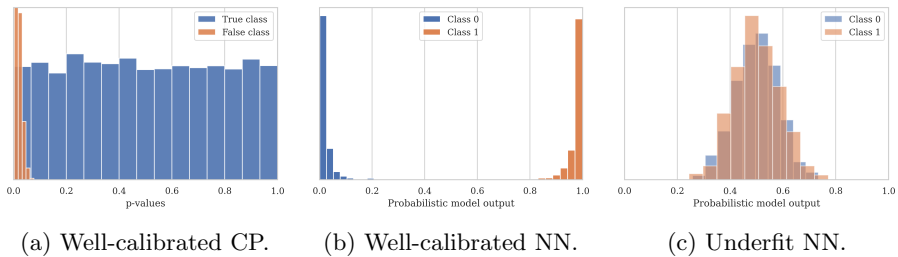 True class
False class
0.0 0.2 0.4 0.6 0.8 1.0
p-values
(a) Well-calibrated CP.
Class 0
Class 1
0.0 0.2 0.4 0.6 0.8 1.0
Probabilistic model output
(b) Well-calibrated NN.
Class 0
Class 1
0.0 0.2 0.4 0.6 0.8 1.0
Probabilistic model output
(c) Underfit NN.